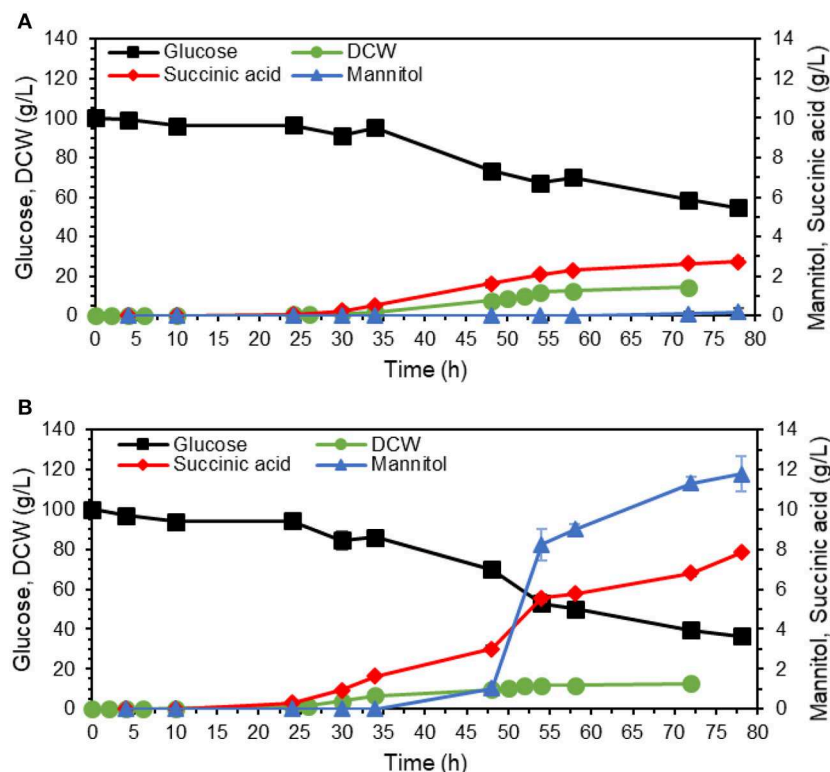 A
Glucose DCW
Succinic acid Mannitol
140 14
120 12
100 10
80 8
60 6
40 4
20 2
0 0
0 5 10 15 20 25 30 35 40 45 50 55 60 65 70 75 80
Glucose, DCW (g/L)
Mannitol, Succinic acid (g/L)
Time (h)
B
Glucose DCW
Succinic acid Mannitol
140 14
120 12
100 10
80 8
60 6
40 4
20 2
0 0
0 5 10 15 20 25 30 35 40 45 50 55 60 65 70 75 80
Glucose, DCW (g/L)
Mannitol, Succinic acid (g/L)
Time (h)